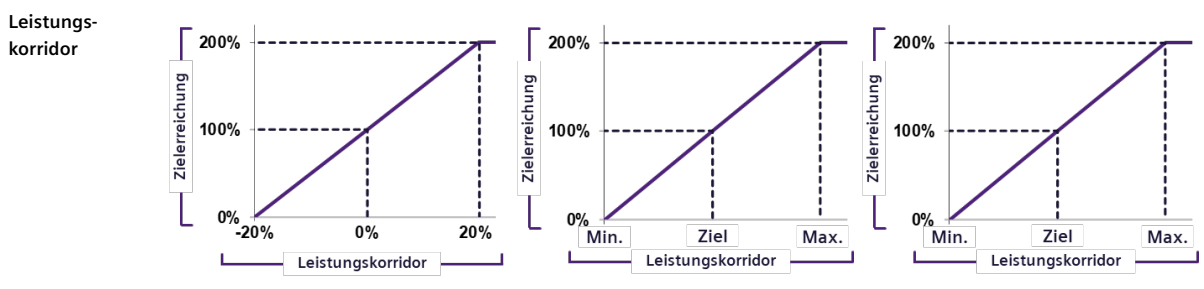 Leistungs-
korridor
Zielerreichung
200%
100%
0%
-20%
0%
20%
Leistungskorridor
Zielerreichung
200%
100%
0%
Min.
Ziel
Max.
Leistungskorridor
Zielerreichung
200%
100%
0%
Min.
Ziel
Max.
Leistungskorridor